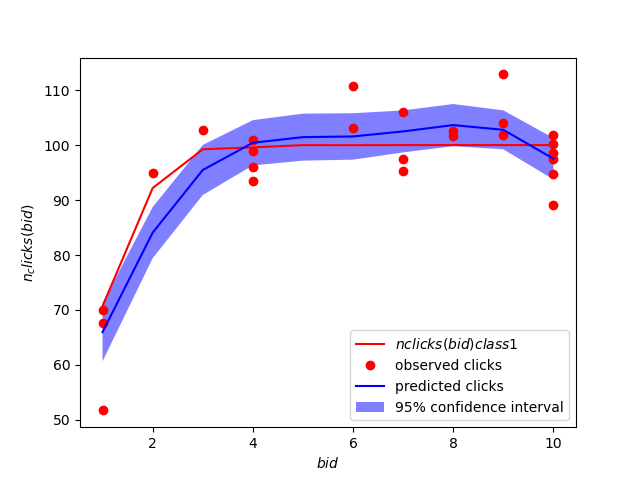 110
100
90
80
70
60
50
n_clicks(bid)
nclicks(bid)class1
observed clicks
predicted clicks
95% confidence interval
2
4
6
8
10
bid